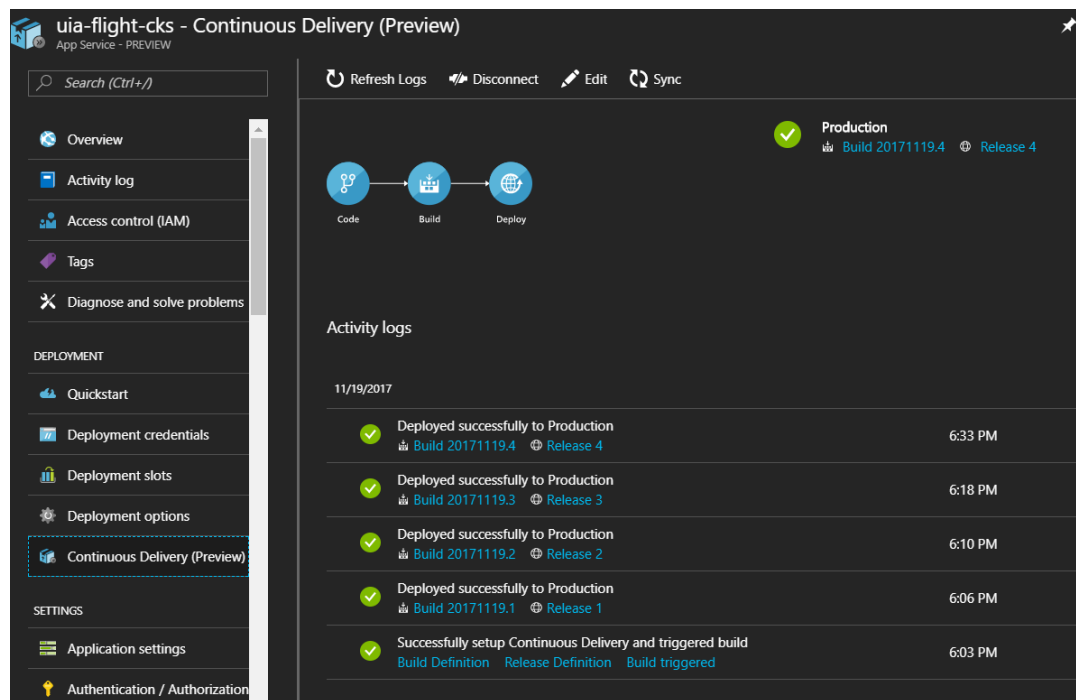 uia-flight-cks - Continuous Delivery (Preview)
App Service - PREVIEW
Search (Ctrl+/)
Overview
Activity log
Access control (IAM)
Tags
Diagnose and solve problems
DEPLOYMENT
Quickstart
Deployment credentials
Deployment slots
Deployment options
Continuous Delivery (Preview)
SETTINGS
Application settings
Authentication / Authorization
Refresh Logs Disconnect Edit Sync
Code Build Deploy
Production
Build 20171119.4 Release 4
Activity logs
11/19/2017
Deployed successfully to Production
Build 20171119.4 Release 4
6:33 PM
Deployed successfully to Production
Build 20171119.3 Release 3
6:18 PM
Deployed successfully to Production
Build 20171119.2 Release 2
6:10 PM
Deployed successfully to Production
Build 20171119.1 Release 1
6:06 PM
Successfully setup Continuous Delivery and triggered build
Build Definition Release Definition Build triggered
6:03 PM